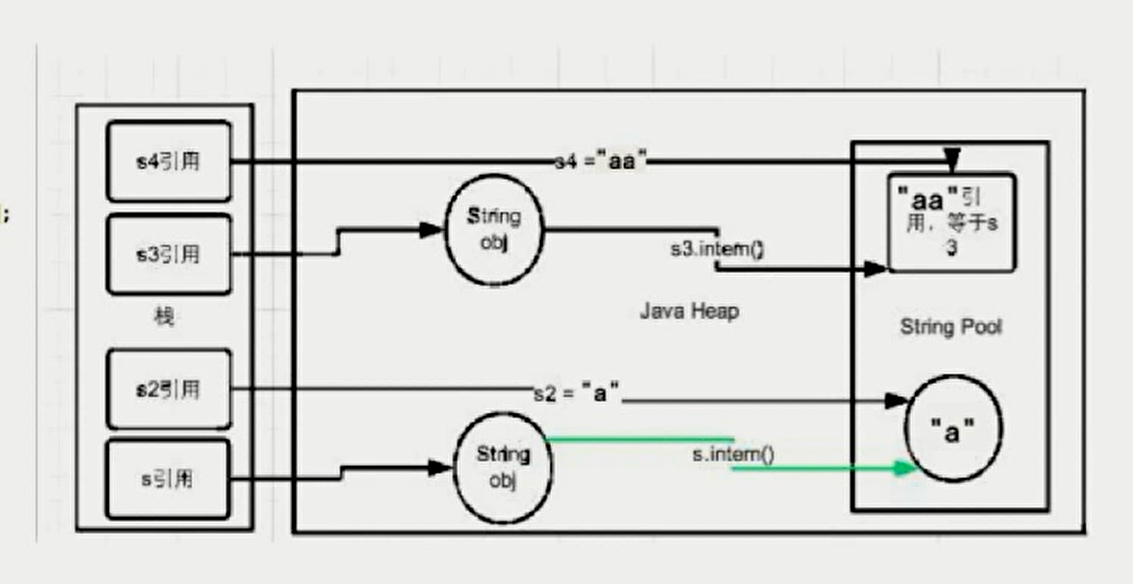 s4引用
s4 ="aa"
String
obj
"aa"引
用，等于s
3
s3引用
s3.intern()
栈
Java Heap
String Pool
s2引用
s2 = "a"
"a"
String
obj
s.intern()
s引用
;